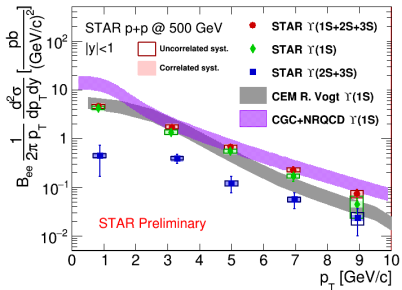 STAR p+p @ 500 GeV
|y|<1
Uncorrelated syst.
Correlated syst.
STAR ϒ(1S+2S+3S)
STAR ϒ(1S)
STAR ϒ(2S+3S)
CEM R. Vogt ϒ(1S)
CGC+NRQCD ϒ(1S)
B_ee 1/(2π p_T) d²σ/(dp_T dy) [pb/(GeV/c)²]
10²
10
1
10⁻¹
10⁻²
STAR Preliminary
0 1 2 3 4 5 6 7 8 9 10
p_T [GeV/c]